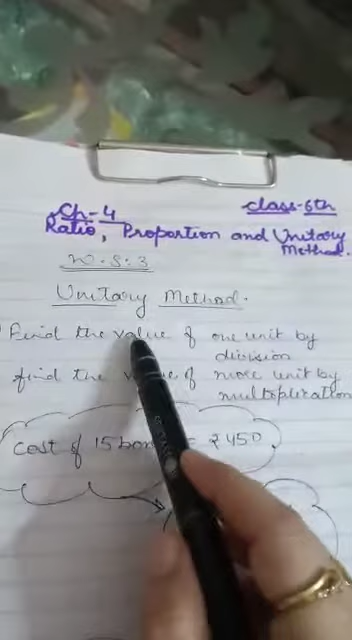 Ch-4 class-6th
Ratio, Proportion and Unitary Method.
W.S.3
Unitary Method.
Find the value of one unit by division
find the of more unit by multiplication
cost of 15 = ₹450